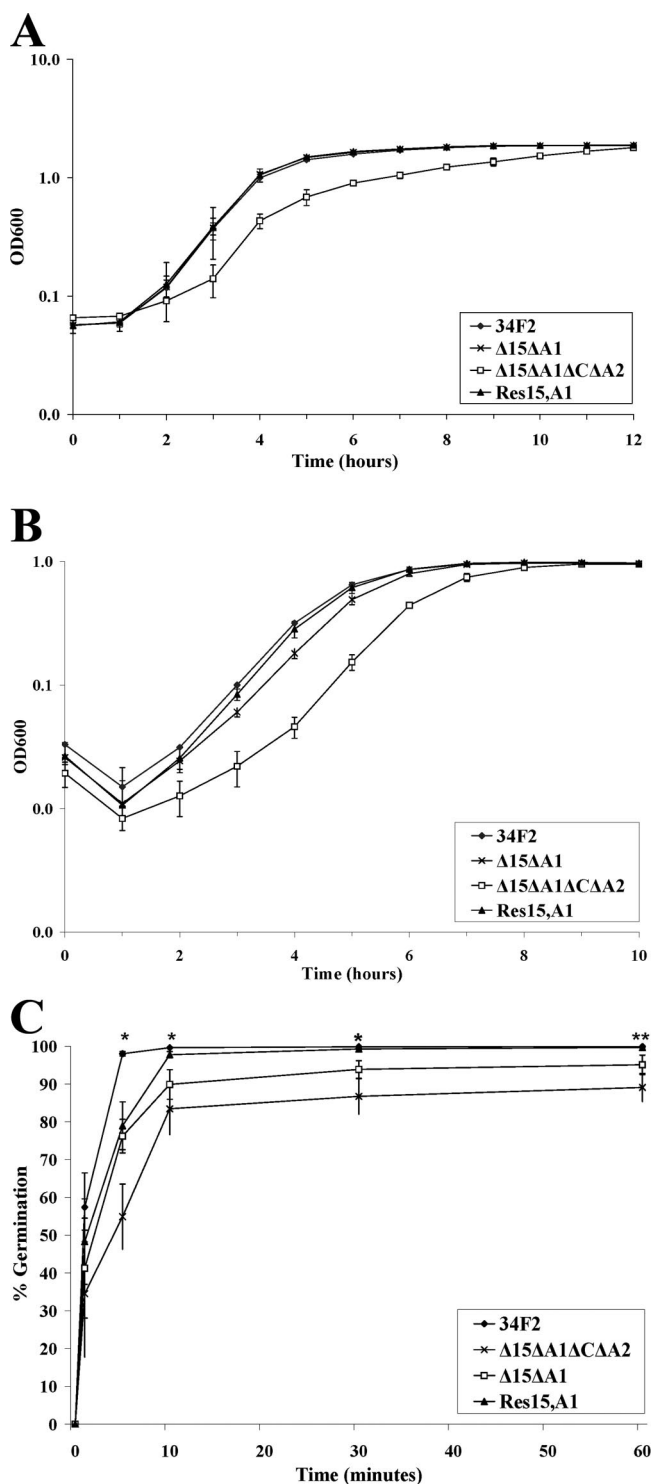 A
10.0
1.0
0.1
0.0
OD600
0 2 4 6 8 10 12
Time (hours)
34F2
Δ15ΔA1
Δ15ΔA1ΔCΔA2
Res15,A1
B
1.0
0.1
0.0
0.0
OD600
0 2 4 6 8 10
Time (hours)
34F2
Δ15ΔA1
Δ15ΔA1ΔCΔA2
Res15,A1
C
* * * **
100
90
80
70
60
50
40
30
20
10
0
% Germination
0 10 20 30 40 50 60
Time (minutes)
34F2
Δ15ΔA1ΔCΔA2
Δ15ΔA1
Res15,A1